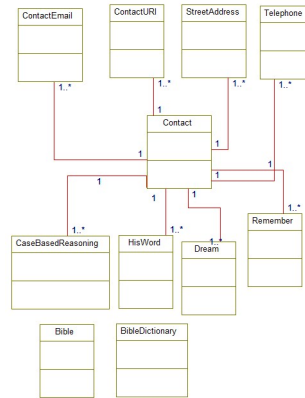 ContactEmail
ContactURI
StreetAddress
Telephone
1..*
1..*
1..*
1..*
1
Contact
1
1
1
1
1
1
1
1..*
1..*
1..
1..*
CaseBasedReasoning
HisWord
Dream
Remember
Bible
BibleDictionary